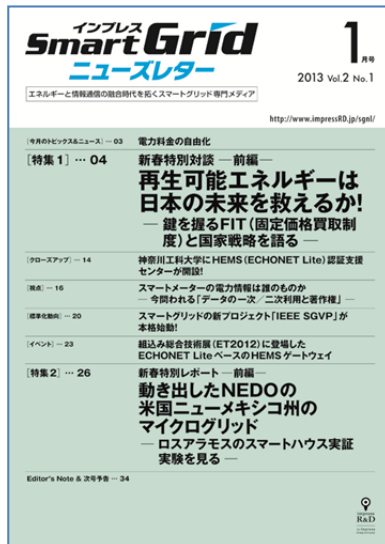 インプレス
Smart Grid
ニューズレター
エネルギーと情報通信の融合時代を拓くスマートグリッド専門メディア
1月号
2013 Vol.2 No.1
http://www.impressRD.jp/sgnl/
[今月のトピックス&ニュース] … 03 電力料金の自由化
[特集1] … 04 新春特別対談 ―前編―
再生可能エネルギーは
日本の未来を救えるか!
― 鍵を握るFIT(固定価格買取制
度)と国家戦略を語る ―
[クローズアップ] … 14 神奈川工科大学にHEMS(ECHONET Lite)認証支援
センターが開設!
[視点] … 16 スマートメーターの電力情報は誰のものか
― 今問われる「データの一次/二次利用と著作権」―
[標準化動向] … 20 スマートグリッドの新プロジェクト「IEEE SGVP」が
本格始動!
[イベント] … 23 組込み総合技術展(ET2012)に登場した
ECHONET LiteベースのHEMSゲートウェイ
[特集2] … 26 新春特別レポート ―前編―
動き出したNEDOの
米国ニューメキシコ州の
マイクログリッド
― ロスアラモスのスマートハウス実証
実験を見る ―
Editor's Note & 次号予告 … 34
impress
R&D